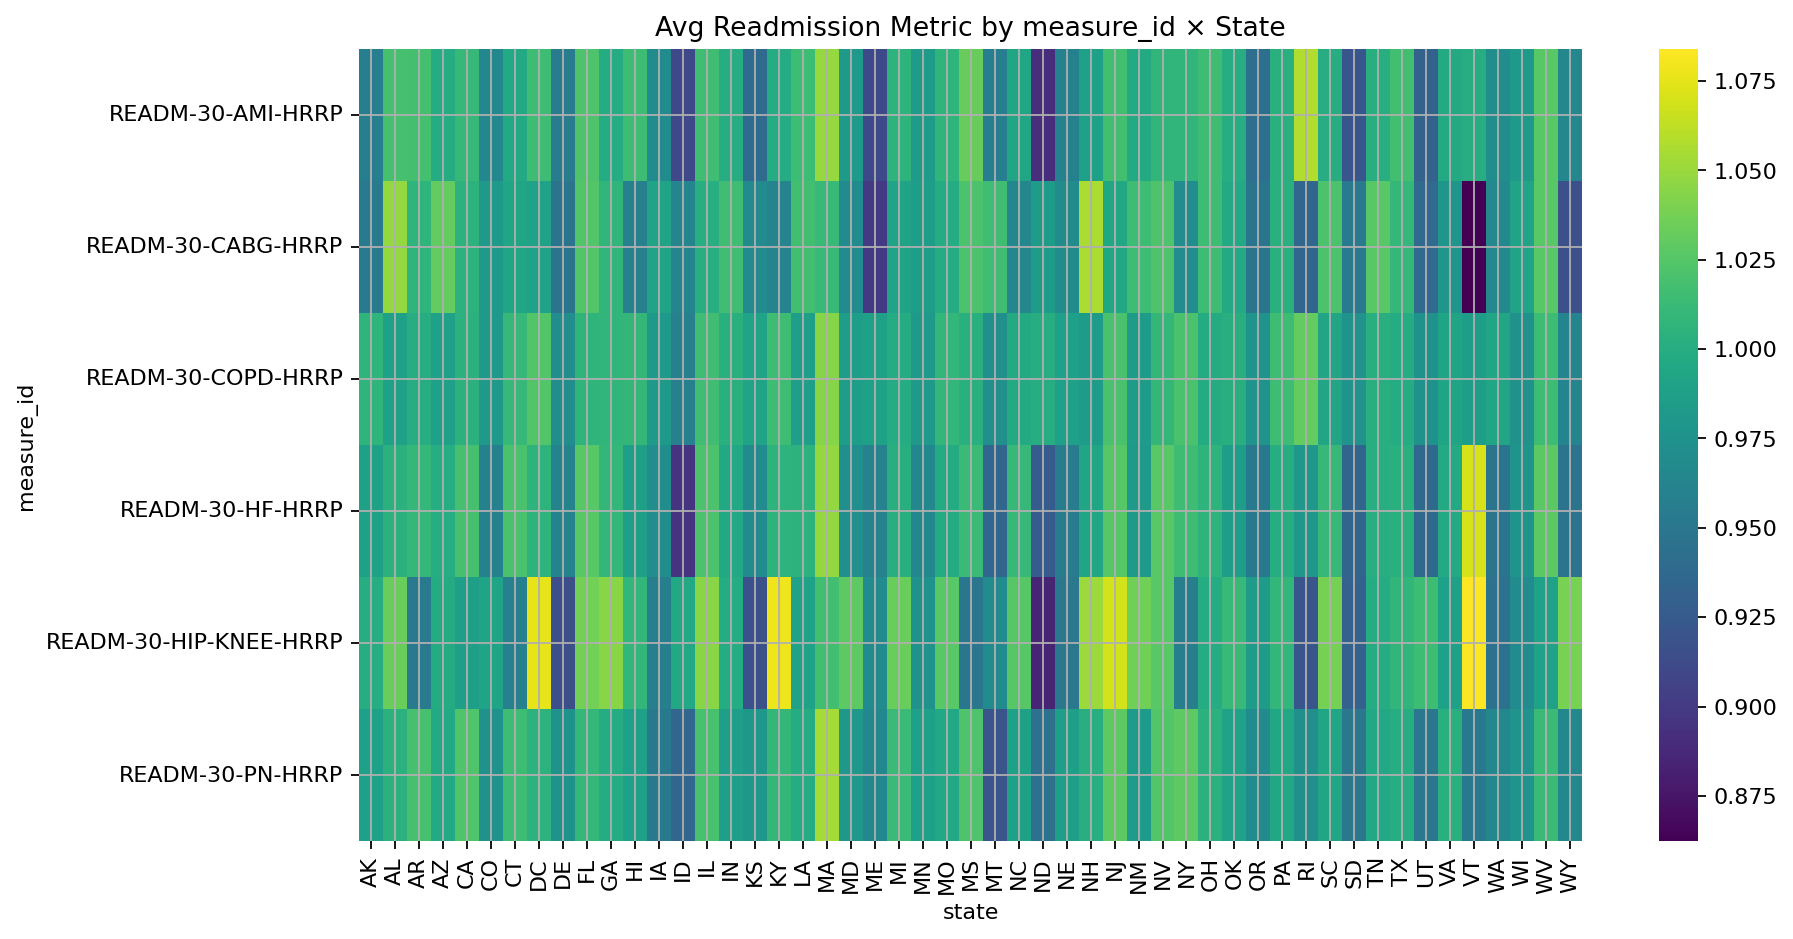 Avg Readmission Metric by measure_id × State
READM-30-AMI-HRRP
READM-30-CABG-HRRP
READM-30-COPD-HRRP
READM-30-HF-HRRP
READM-30-HIP-KNEE-HRRP
READM-30-PN-HRRP
measure_id
AK AL AR AZ CA CO CT DC DE FL GA HI IA ID IL IN KS KY LA MA MD ME MI MN MO MS MT NC ND NE NH NJ NM NV NY OH OK OR PA RI SC SD TN TX UT VA VT WA WI WV WY
state
1.075
1.050
1.025
1.000
0.975
0.950
0.925
0.900
0.875